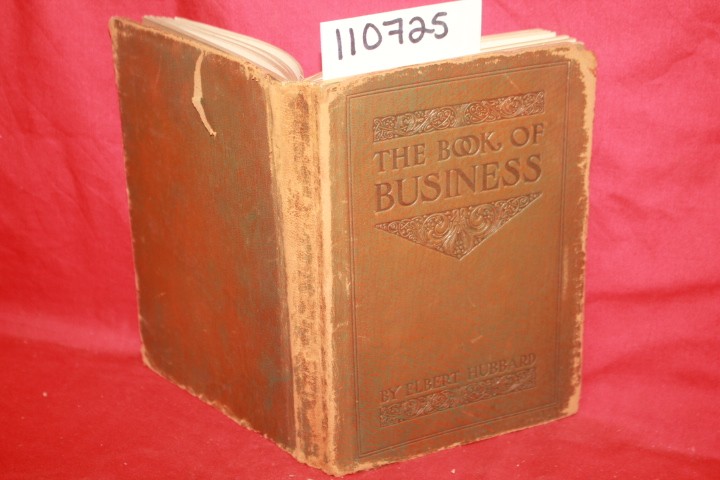 110725
THE BOOK OF
BUSINESS
BY ELBERT HUBBARD